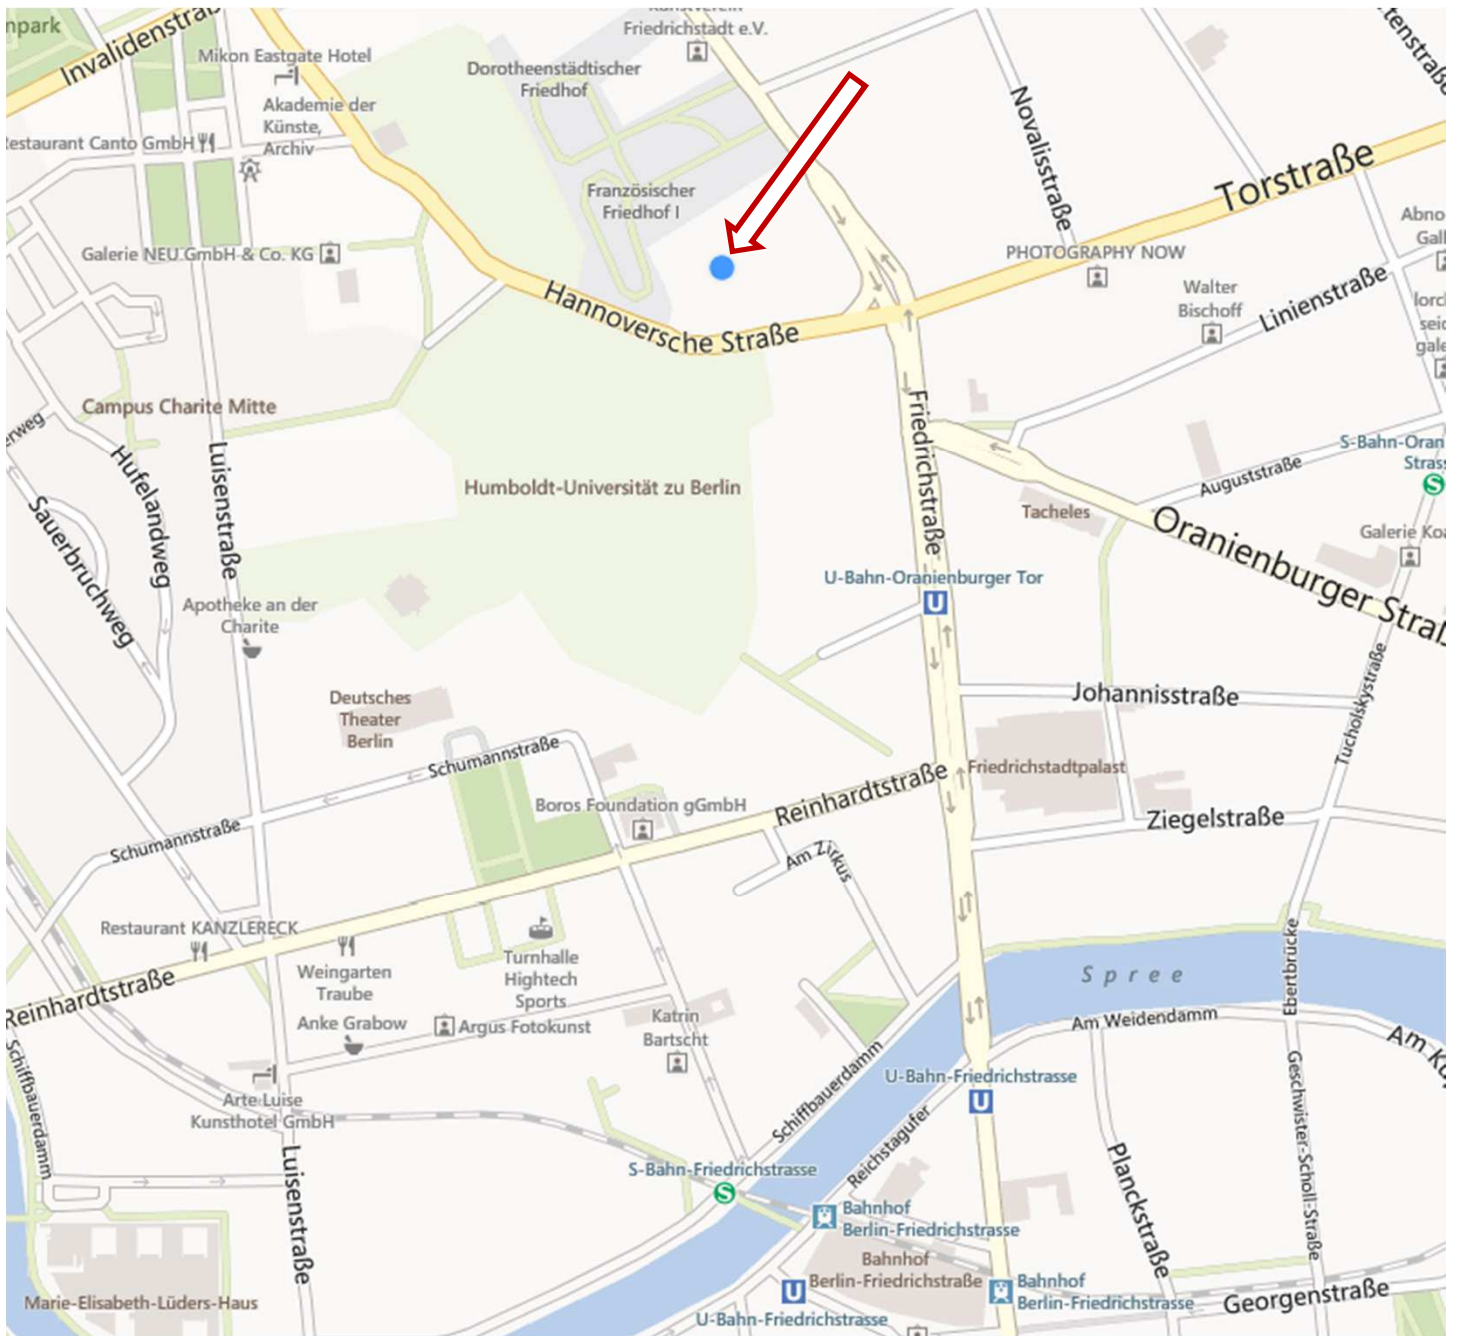 Invalidenstraß
Mikon Eastgate Hotel
Akademie der
Künste,
Archiv
Friedrichstadt e.V.
Dorotheenstädtischer
Friedhof
Französischer
Friedhof I
Novalisstraße
Torstraße
Galerie NEU GmbH & Co. KG
PHOTOGRAPHY NOW
Walter
Bischoff
Linienstraße
Hannoversche Straße
Campus Charite Mitte
Hufelandweg
Sauerbruchweg
Luisenstraße
Humboldt-Universität zu Berlin
Friedrichstraße
Auguststraße
S-Bahn-Oran
Strass
S
Tacheles
Oranienburger Straß
Galerie Koa
U-Bahn-Oranienburger Tor
U
Apotheke an der
Charite
Johannisstraße
Tucholskystraße
Deutsches
Theater
Berlin
Schumannstraße
Schumannstraße
Boros Foundation gGmbH
Reinhardtstraße
Friedrichstadtpalast
Ziegelstraße
Am Zirkus
Restaurant KANZLERECK
Weingarten
Traube
Turnhalle
Hightech
Sports
Reinhardtstraße
Anke Grabow
Argus Fotokunst
Katrin
Bartscht
Spree
Ebertbrücke
Am Weidendamm
Schiffbauerdamm
Schiffbauerdamm
U-Bahn-Friedrichstrasse
U
Arte Luise
Kunsthotel GmbH
Reichstagufer
Geschwister-Scholl-Straße
Planckstraße
Luisenstraße
S-Bahn-Friedrichstrasse
S
Bahnhof
Berlin-Friedrichstrasse
Bahnhof
Berlin-Friedrichstraße
Bahnhof
Berlin-Friedrichstrasse
Georgenstraße
U
U-Bahn-Friedrichstrasse
Marie-Elisabeth-Lüders-Haus